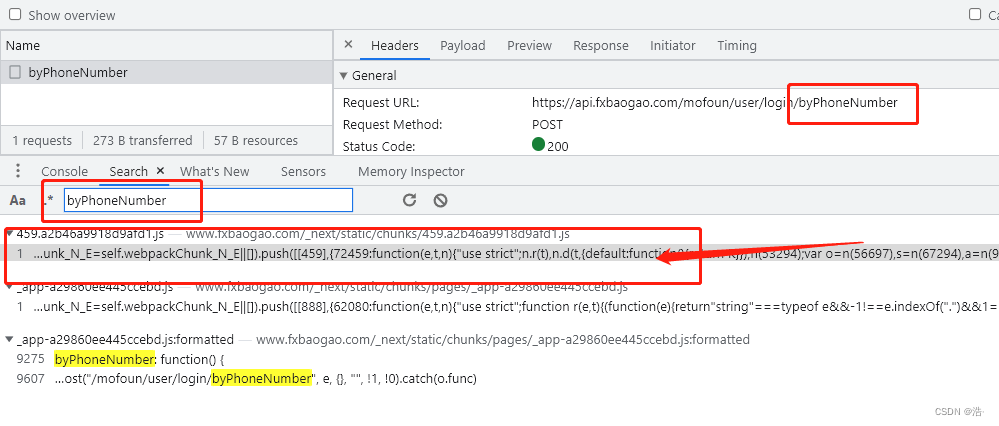 Show overview
Ca
Name
byPhoneNumber
1 requests 273 B transferred 57 B resources
× Headers Payload Preview Response Initiator Timing
▼ General
Request URL: https://api.fxbaogao.com/mofoun/user/login/byPhoneNumber
Request Method: POST
Status Code: 200
Console Search × What's New Sensors Memory Inspector
Aa .* byPhoneNumber
459.a2b46a9918d9afd1.js — www.fxbaogao.com/_next/static/chunks/459.a2b46a9918d9afd1.js
1 ...unk_N_E=self.webpackChunk_N_E||[]).push([[459],{72459:function(e,t,n){"use strict";n.r(t),n.d(t,{default:function n(53294);var o=n(56697),s=n(67294),a=n(9
_app-a29860ee445ccebd.js — www.fxbaogao.com/_next/static/chunks/pages/_app-a29860ee445ccebd.js
1 ...unk_N_E=self.webpackChunk_N_E||[]).push([[888],{62080:function(e,t,n){"use strict";function r(e,t){(function(e){return"string"===typeof e&&-1!==e.indexOf(".")&&1=
_app-a29860ee445ccebd.js:formatted — www.fxbaogao.com/_next/static/chunks/pages/_app-a29860ee445ccebd.js:formatted
9275 byPhoneNumber: function() {
9607 ...ost("/mofoun/user/login/byPhoneNumber", e, {}, "", !1, !0).catch(o.func)
CSDN @浩·